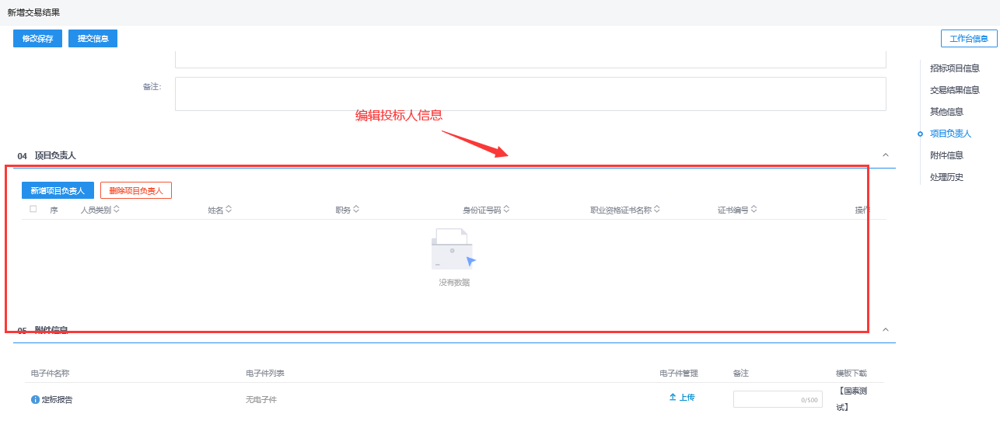 新增交易结果
修改保存 提交信息 工作台信息
招标项目信息
备注：
交易结果信息
编辑投标人信息
其他信息
项目负责人
04 项目负责人
附件信息
处理历史
新增项目负责人 删除项目负责人
序 人员类别 姓名 职务 身份证号码 职业资格证书名称 证书编号 操作
没有数据
05 附件信息
电子件名称 电子件列表 电子件管理 备注 模板下载
定标报告 无电子件 上传 0/500 【国泰测
试】